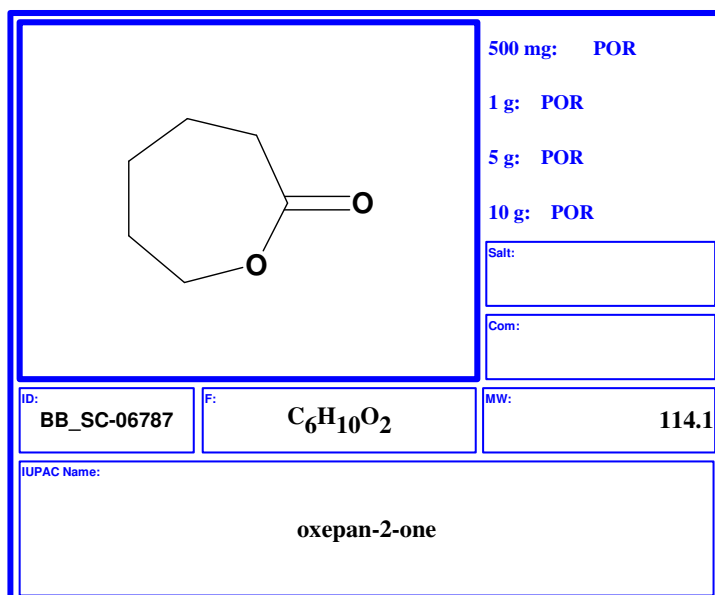 500 mg: POR
1 g: POR
5 g: POR
10 g: POR
O
O
Salt:
Com:
ID:
BB_SC-06787
F:
C6H10O2
MW:
114.1
IUPAC Name:
oxepan-2-one